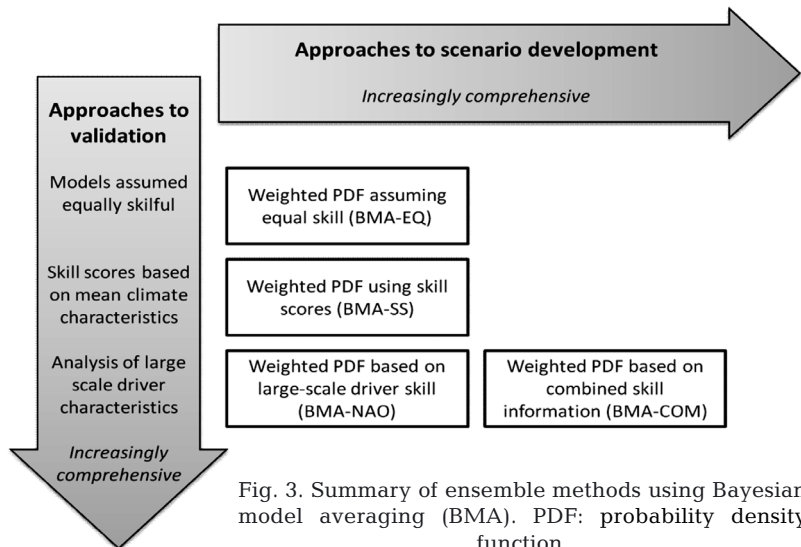 Approaches to scenario development
Increasingly comprehensive
Approaches to
validation
Models assumed
equally skilful
Weighted PDF assuming
equal skill (BMA-EQ)
Skill scores based
on mean climate
characteristics
Weighted PDF using skill
scores (BMA-SS)
Analysis of large
scale driver
characteristics
Weighted PDF based on
large-scale driver skill
(BMA-NAO)
Weighted PDF based on
combined skill
information (BMA-COM)
Increasingly
comprehensive
Fig. 3. Summary of ensemble methods using Bayesian
model averaging (BMA). PDF: probability density
function